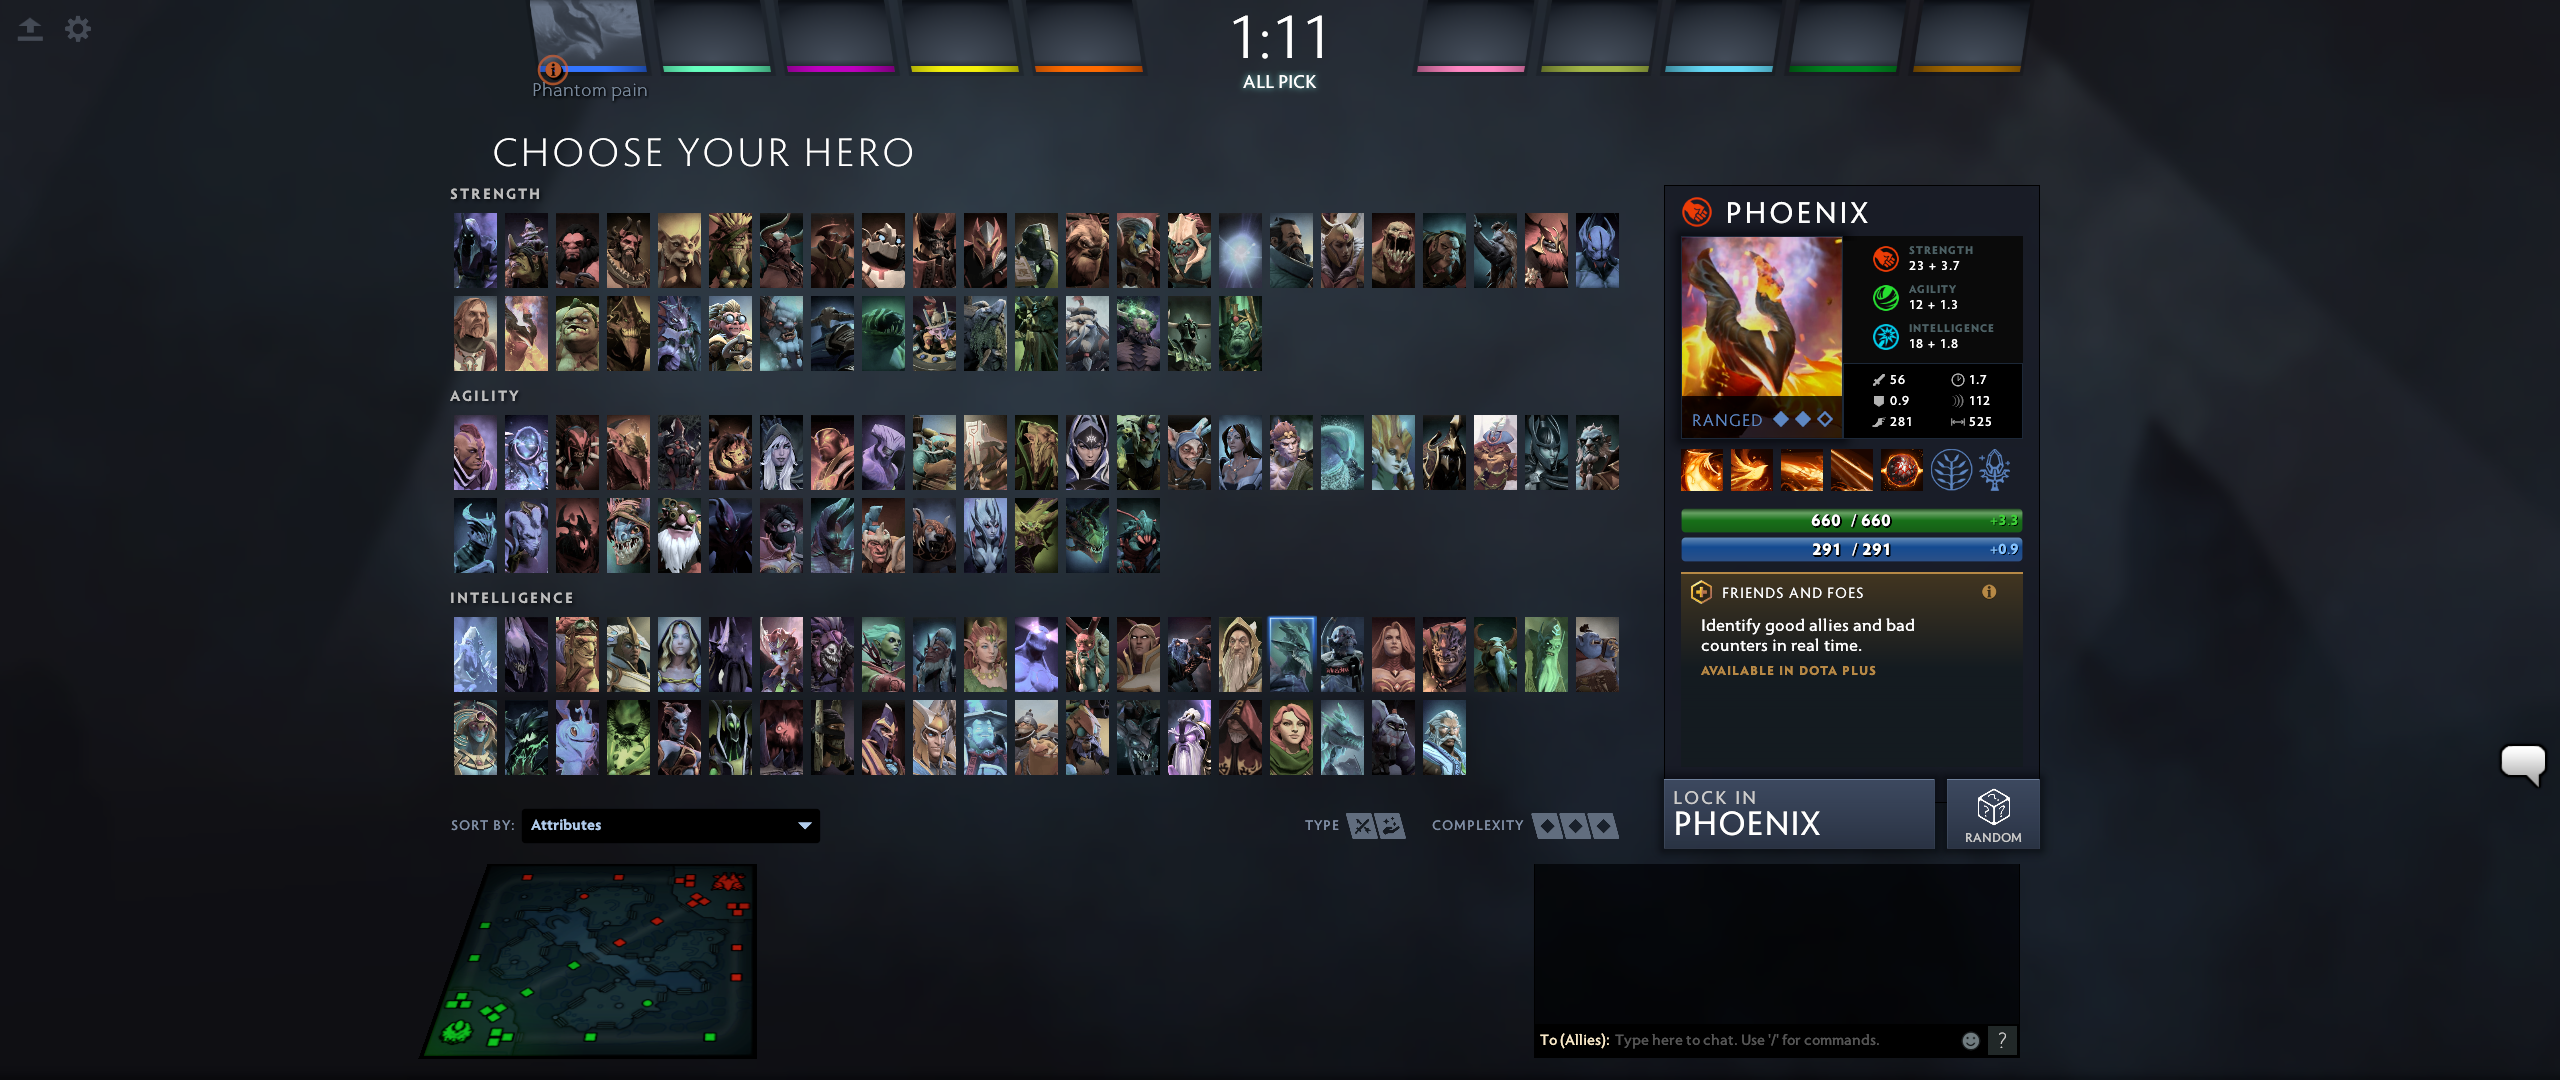 1:11
ALL PICK
Phantom pain
CHOOSE YOUR HERO
STRENGTH
AGILITY
INTELLIGENCE
PHOENIX
STRENGTH
23 + 3.7
AGILITY
12 + 1.3
INTELLIGENCE
18 + 1.8
RANGED
56 1.7
0.9 112
281 525
660 / 660 +3.3
291 / 291 +0.9
FRIENDS AND FOES
Identify good allies and bad
counters in real time.
AVAILABLE IN DOTA PLUS
SORT BY: Attributes
TYPE
COMPLEXITY
LOCK IN
PHOENIX
RANDOM
To (Allies): Type here to chat. Use '/' for commands.
?